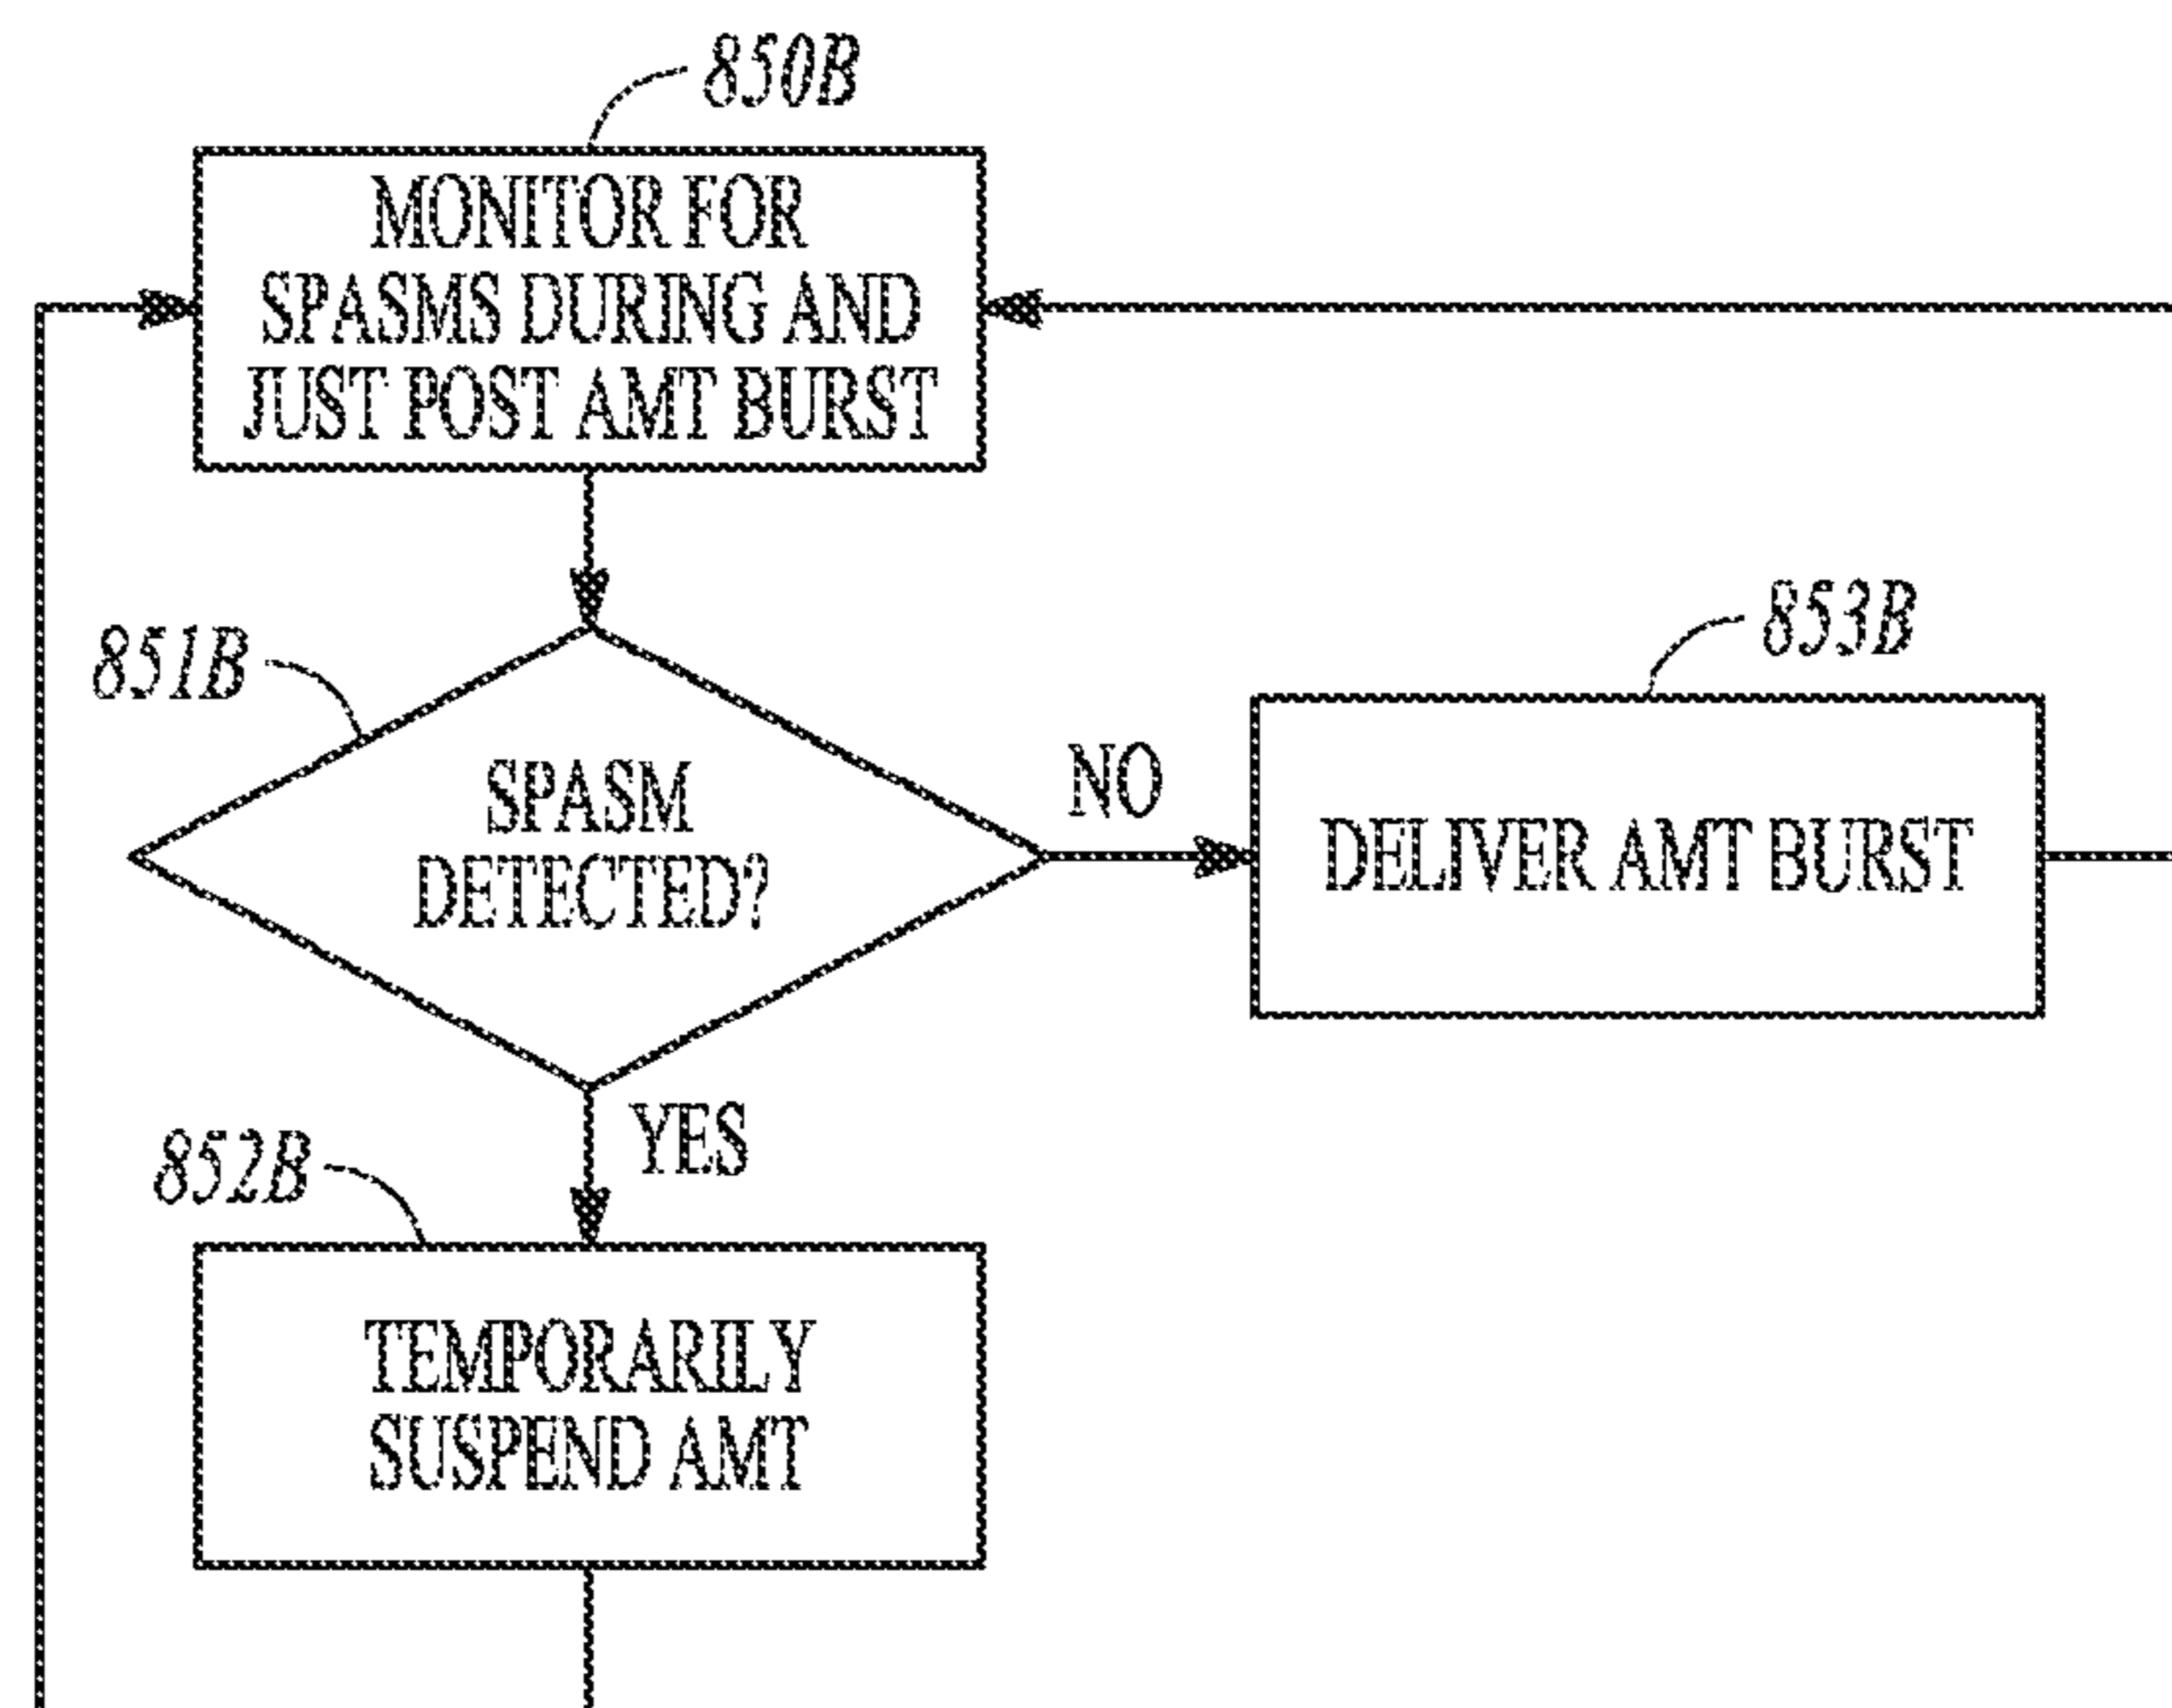 850B
MONITOR FOR
SPASMS DURING AND
JUST POST AMT BURST
851B
SPASM
DETECTED?
NO
853B
DELIVER AMT BURST
YES
852B
TEMPORARILY
SUSPEND AMT